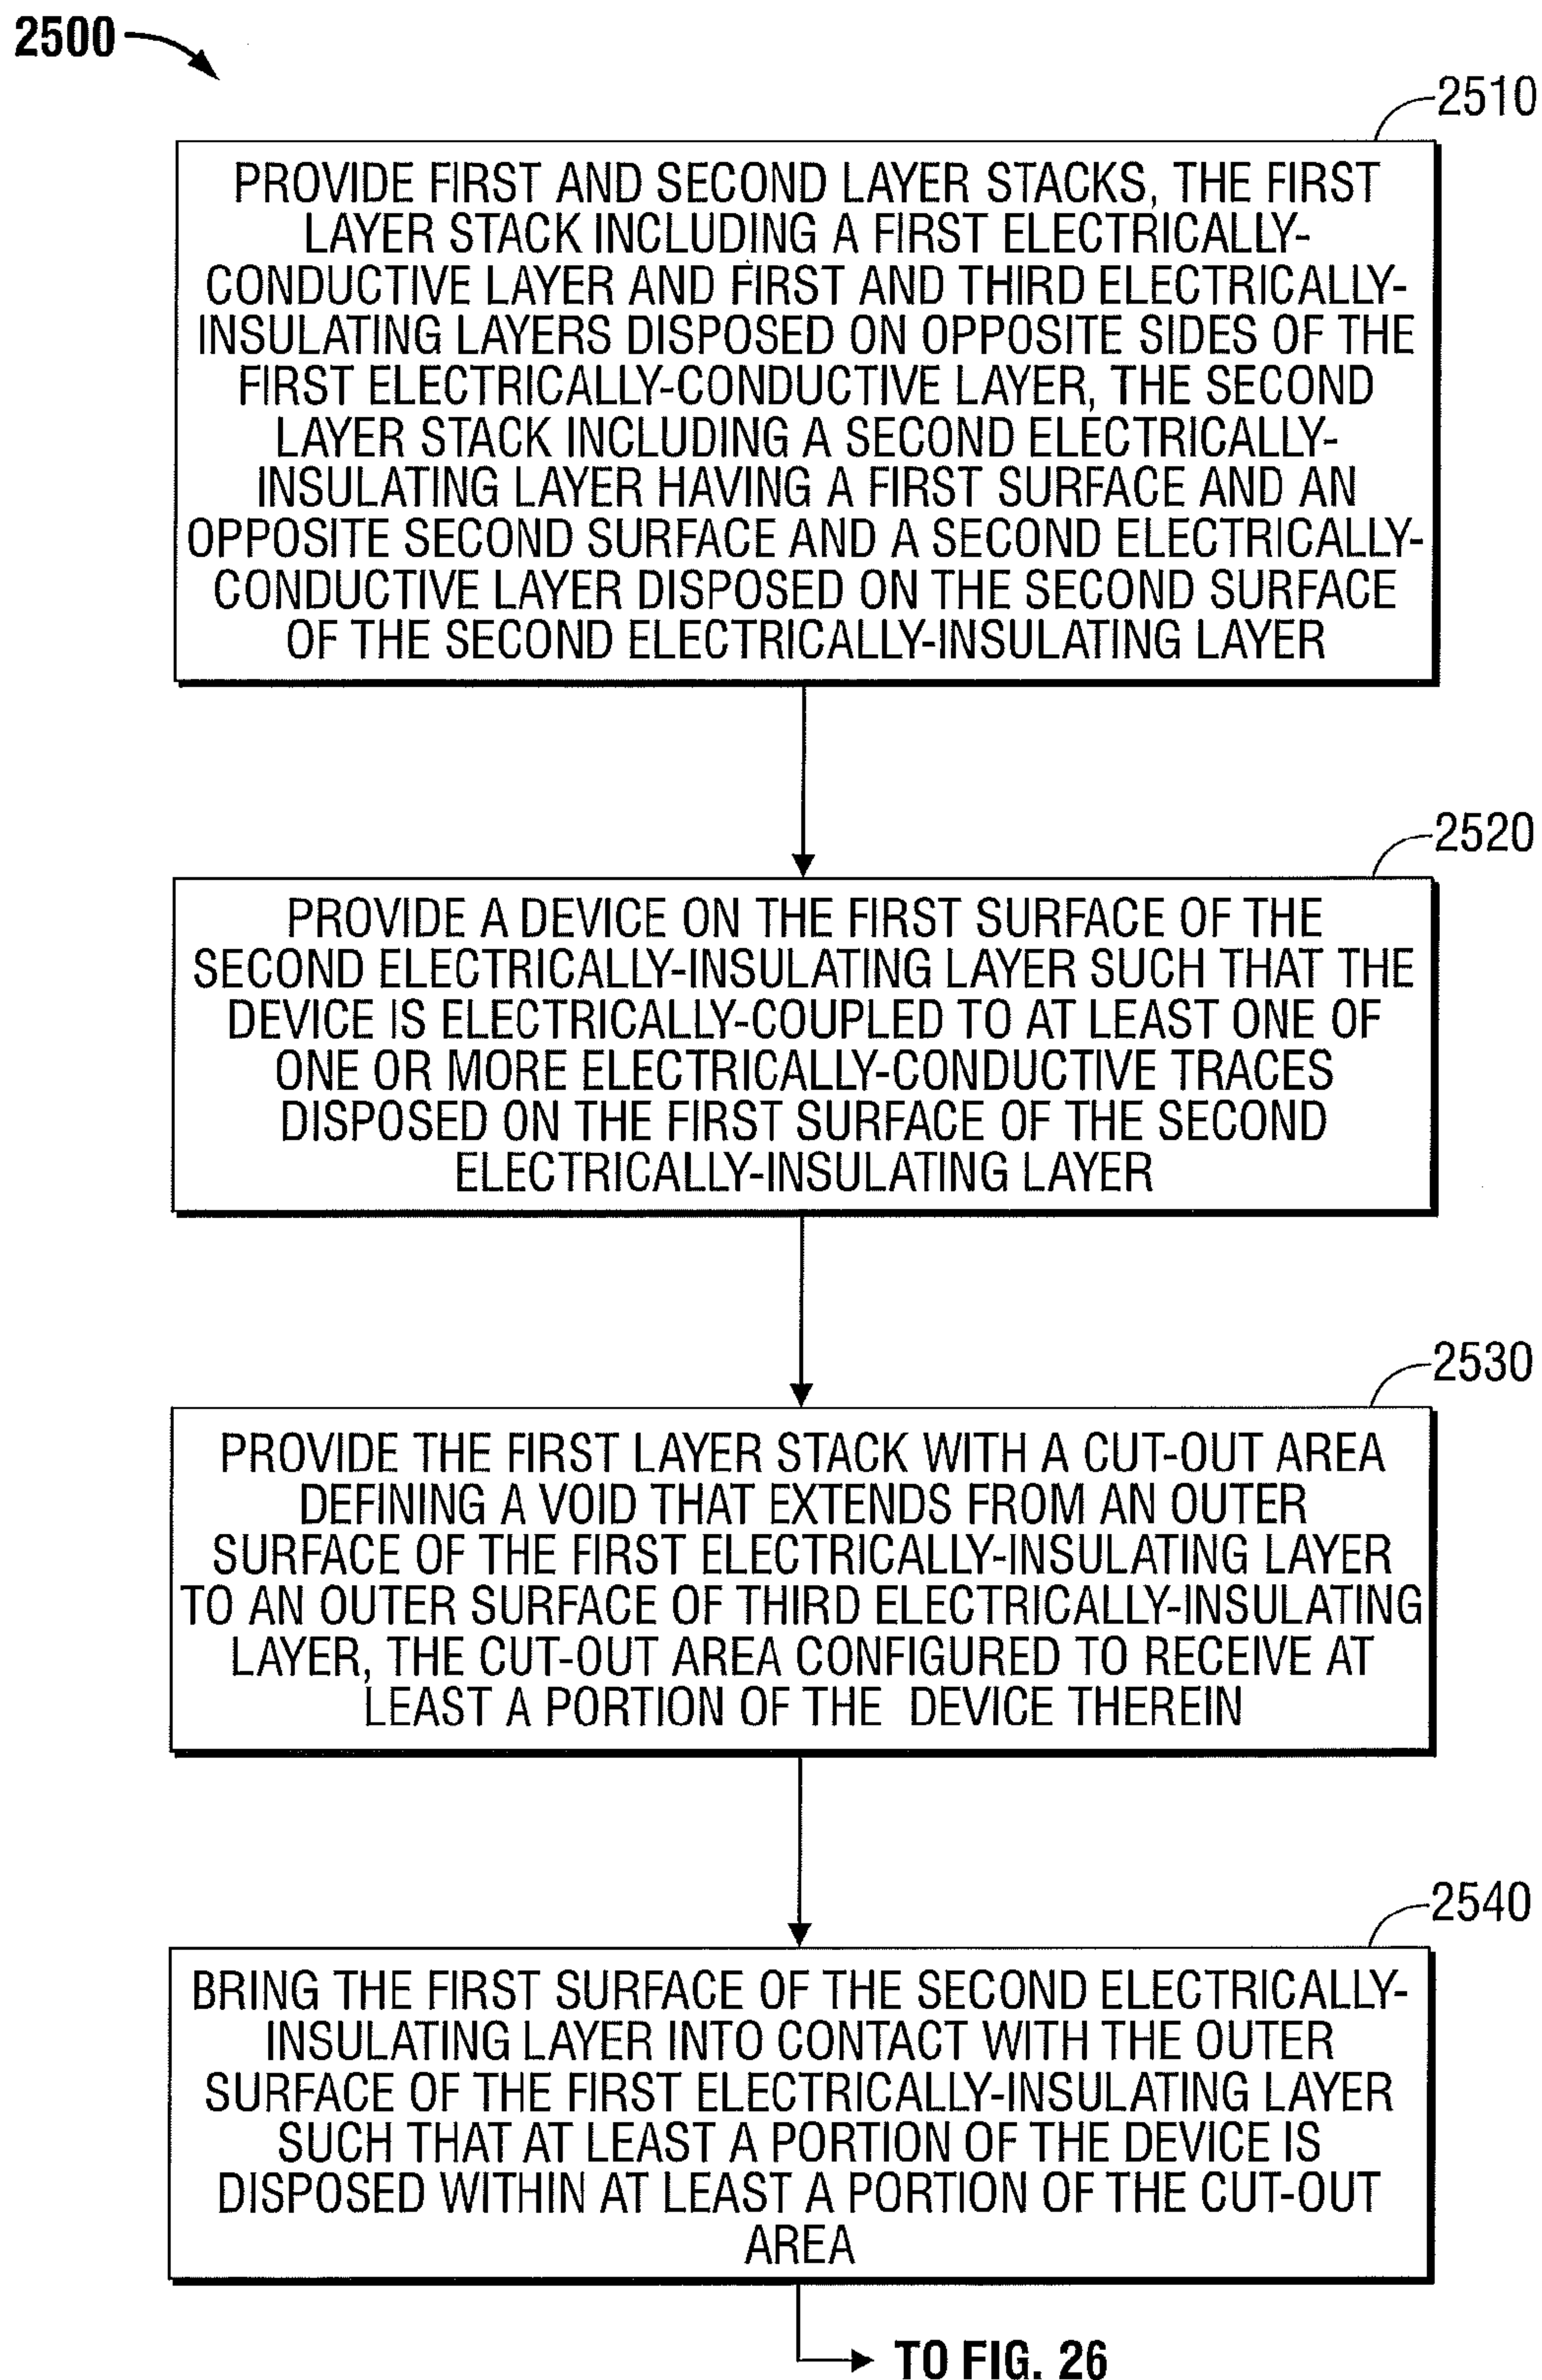 2500
2510
PROVIDE FIRST AND SECOND LAYER STACKS, THE FIRST
LAYER STACK INCLUDING A FIRST ELECTRICALLY-
CONDUCTIVE LAYER AND FIRST AND THIRD ELECTRICALLY-
INSULATING LAYERS DISPOSED ON OPPOSITE SIDES OF THE
FIRST ELECTRICALLY-CONDUCTIVE LAYER, THE SECOND
LAYER STACK INCLUDING A SECOND ELECTRICALLY-
INSULATING LAYER HAVING A FIRST SURFACE AND AN
OPPOSITE SECOND SURFACE AND A SECOND ELECTRICALLY-
CONDUCTIVE LAYER DISPOSED ON THE SECOND SURFACE
OF THE SECOND ELECTRICALLY-INSULATING LAYER
2520
PROVIDE A DEVICE ON THE FIRST SURFACE OF THE
SECOND ELECTRICALLY-INSULATING LAYER SUCH THAT THE
DEVICE IS ELECTRICALLY-COUPLED TO AT LEAST ONE OF
ONE OR MORE ELECTRICALLY-CONDUCTIVE TRACES
DISPOSED ON THE FIRST SURFACE OF THE SECOND
ELECTRICALLY-INSULATING LAYER
2530
PROVIDE THE FIRST LAYER STACK WITH A CUT-OUT AREA
DEFINING A VOID THAT EXTENDS FROM AN OUTER
SURFACE OF THE FIRST ELECTRICALLY-INSULATING LAYER
TO AN OUTER SURFACE OF THIRD ELECTRICALLY-INSULATING
LAYER, THE CUT-OUT AREA CONFIGURED TO RECEIVE AT
LEAST A PORTION OF THE DEVICE THEREIN
2540
BRING THE FIRST SURFACE OF THE SECOND ELECTRICALLY-
INSULATING LAYER INTO CONTACT WITH THE OUTER
SURFACE OF THE FIRST ELECTRICALLY-INSULATING LAYER
SUCH THAT AT LEAST A PORTION OF THE DEVICE IS
DISPOSED WITHIN AT LEAST A PORTION OF THE CUT-OUT
AREA
TO FIG. 26